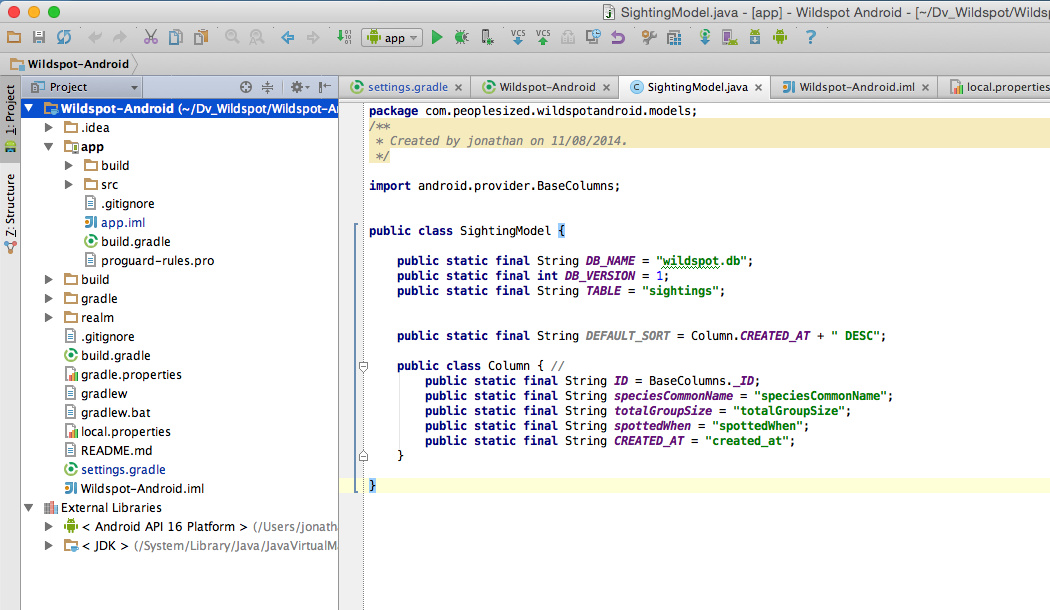 SightingModel.java - [app] - Wildspot Android - [~/Dv_Wildspot/Wildsp
app
VCS VCS
?
Wildspot-Android
Project
settings.gradle
Wildspot-Android
SightingModel.java
Wildspot-Android.iml
local.properties
1: Project
Z: Structure
Wildspot-Android (~/Dv_Wildspot/Wildspot-A
.idea
app
build
src
.gitignore
app.iml
build.gradle
proguard-rules.pro
build
gradle
realm
.gitignore
build.gradle
gradle.properties
gradlew
gradlew.bat
local.properties
README.md
settings.gradle
Wildspot-Android.iml
External Libraries
< Android API 16 Platform > (/Users/jonath
< JDK > (/System/Library/Java/JavaVirtualM
package com.peoplesized.wildspotandroid.models;
/**
* Created by jonathan on 11/08/2014.
*/
import android.provider.BaseColumns;
public class SightingModel {
public static final String DB_NAME = "wildspot.db";
public static final int DB_VERSION = 1;
public static final String TABLE = "sightings";
public static final String DEFAULT_SORT = Column.CREATED_AT + " DESC";
public class Column { //
public static final String ID = BaseColumns._ID;
public static final String speciesCommonName = "speciesCommonName";
public static final String totalGroupSize = "totalGroupSize";
public static final String spottedWhen = "spottedWhen";
public static final String CREATED_AT = "created_at";
}
}